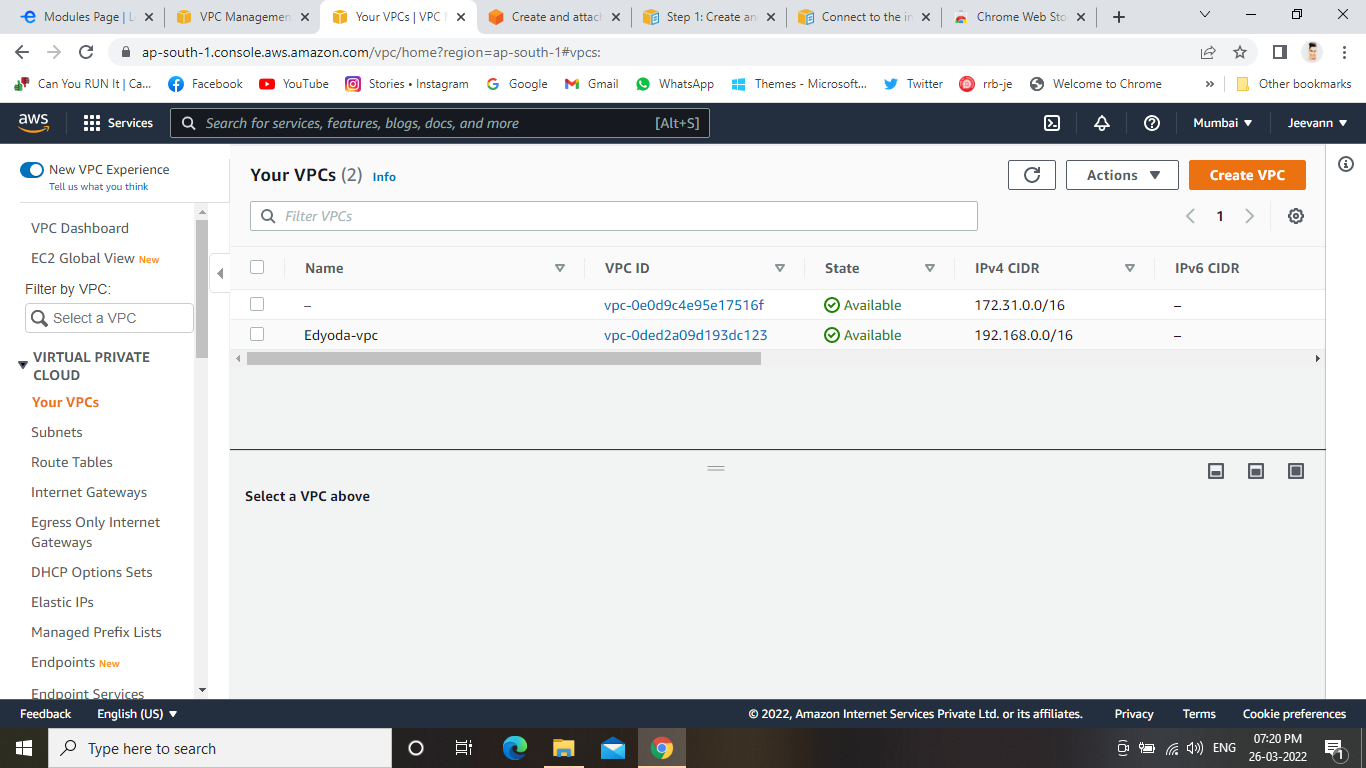 Modules Page | L
VPC Managemen
Your VPCs | VPC
Create and attac
Step 1: Create an
Connect to the in
Chrome Web Sto
ap-south-1.console.aws.amazon.com/vpc/home?region=ap-south-1#vpcs:
Can You RUN It | Ca...
Facebook
YouTube
Stories • Instagram
Google
Gmail
WhatsApp
Themes - Microsoft...
Twitter
rrb-je
Welcome to Chrome
»
Other bookmarks
aws
Services
Search for services, features, blogs, docs, and more
[Alt+S]
Mumbai
Jeevann
New VPC Experience
Tell us what you think
VPC Dashboard
EC2 Global View New
Filter by VPC:
Select a VPC
VIRTUAL PRIVATE
CLOUD
Your VPCs
Subnets
Route Tables
Internet Gateways
Egress Only Internet
Gateways
DHCP Options Sets
Elastic IPs
Managed Prefix Lists
Endpoints New
Endpoint Services
Your VPCs (2) Info
Actions
Create VPC
Filter VPCs
1
Name VPC ID State IPv4 CIDR IPv6 CIDR
– vpc-0e0d9c4e95e17516f Available 172.31.0.0/16 –
Edyoda-vpc vpc-0ded2a09d193dc123 Available 192.168.0.0/16 –
Select a VPC above
Feedback
English (US)
© 2022, Amazon Internet Services Private Ltd. or its affiliates.
Privacy
Terms
Cookie preferences
Type here to search
ENG
07:20 PM
26-03-2022
1